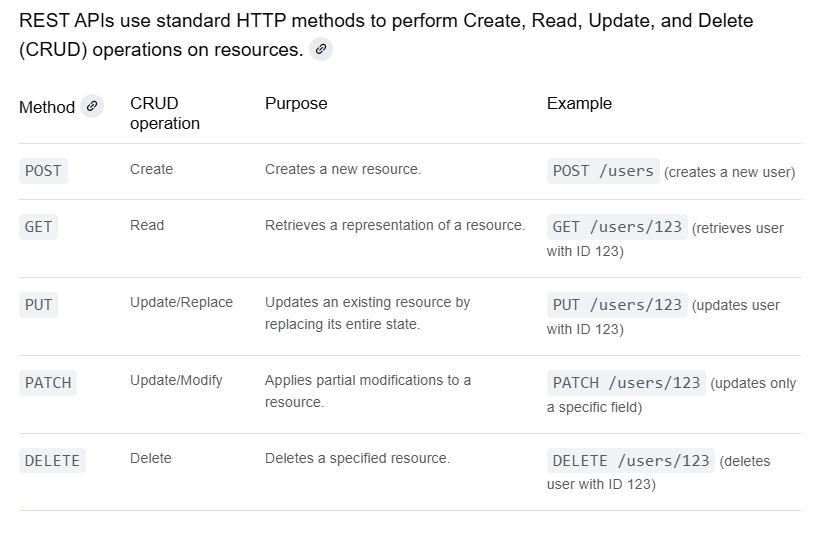 REST APIs use standard HTTP methods to perform Create, Read, Update, and Delete
(CRUD) operations on resources.
Method CRUD operation Purpose Example
POST Create Creates a new resource. POST /users (creates a new user)
GET Read Retrieves a representation of a resource. GET /users/123 (retrieves user
with ID 123)
PUT Update/Replace Updates an existing resource by
replacing its entire state.
PUT /users/123 (updates user
with ID 123)
PATCH Update/Modify Applies partial modifications to a
resource.
PATCH /users/123 (updates only
a specific field)
DELETE Delete Deletes a specified resource. DELETE /users/123 (deletes
user with ID 123)